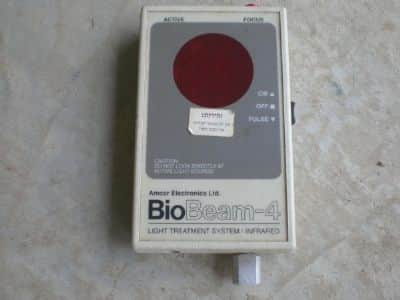 ACTIVE FOCUS
ON ▲
OFF ■
PULSE ▼
CAUTION
DO NOT LOOK DIRECTLY AT
ACTIVE LIGHT SOURCES
Amcor Electronics Ltd.
BioBeam-4
LIGHT TREATMENT SYSTEM / INFRARED